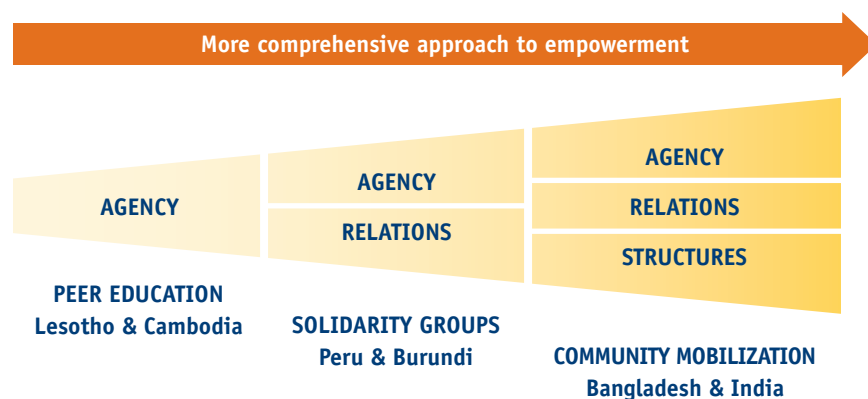 More comprehensive approach to empowerment
AGENCY
PEER EDUCATION
Lesotho & Cambodia
AGENCY
RELATIONS
SOLIDARITY GROUPS
Peru & Burundi
AGENCY
RELATIONS
STRUCTURES
COMMUNITY MOBILIZATION
Bangladesh & India